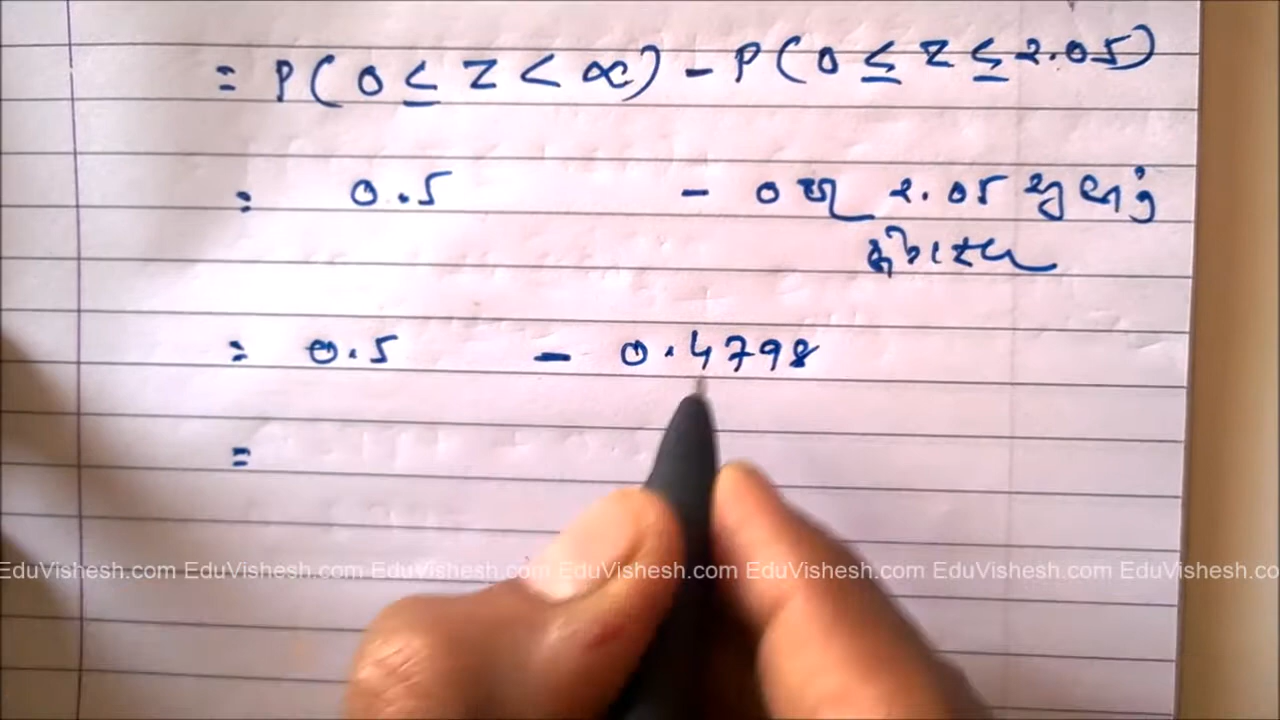 = P(0 ≤ Z < ∞) - P(0 ≤ Z ≤ 2.05)
= 0.5 - 0 થી 2.05 સુધીનું
ક્ષેત્રફળ
= 0.5 - 0.4798
=
EduVishesh.com EduVishesh.com EduVishesh.com EduVishesh.com EduVishesh.com EduVishesh.com EduVishesh.co